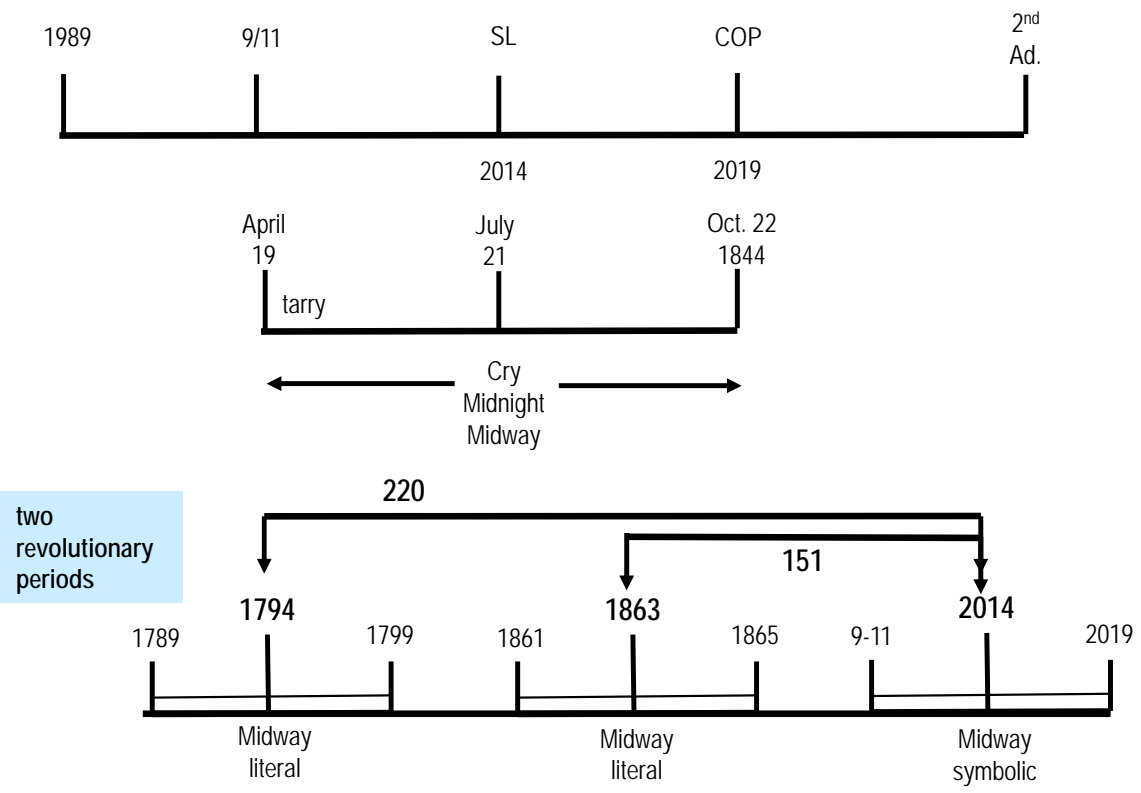 1989
9/11
SL
COP
2nd
Ad.
2014
2019
April
19
July
21
Oct. 22
1844
tarry
Cry
Midnight
Midway
two
revolutionary
periods
220
151
1794
1863
2014
1789
1799
1861
1865
9-11
2019
Midway
literal
Midway
literal
Midway
symbolic